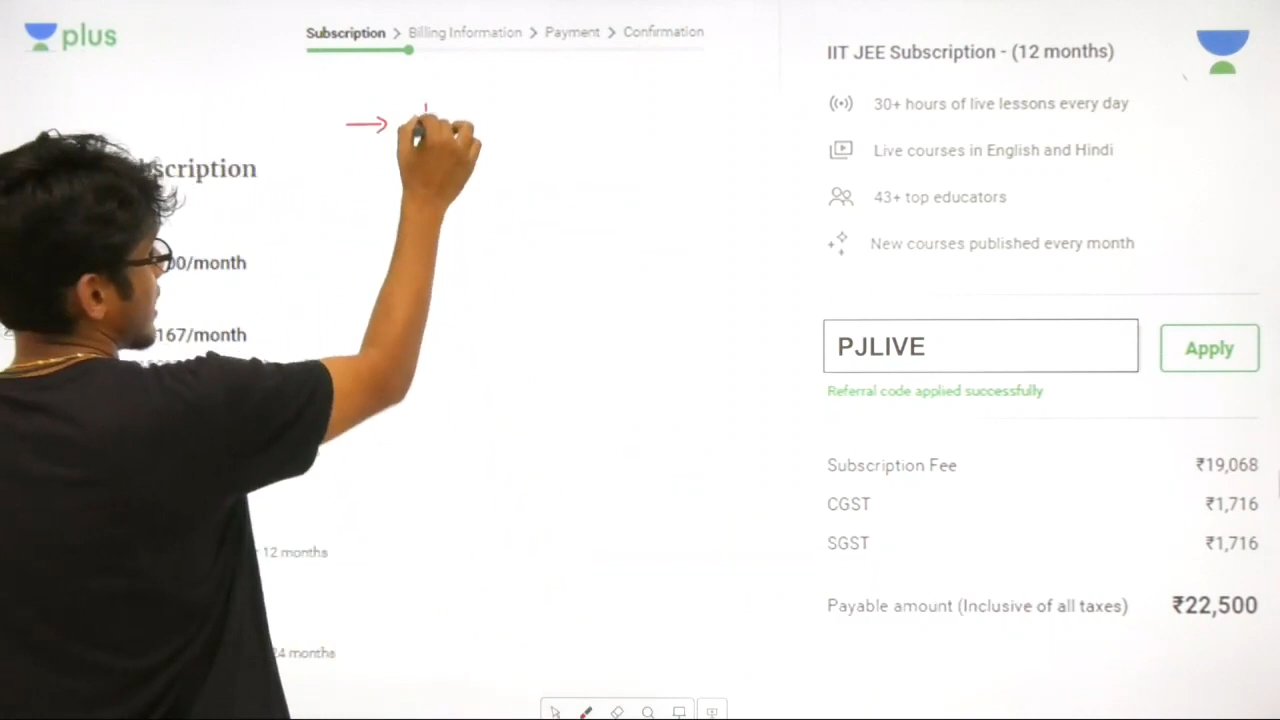 plus
Subscription > Billing Information > Payment > Confirmation
bscription
00/month
167/month
12 months
24 months
IIT JEE Subscription - (12 months)
30+ hours of live lessons every day
Live courses in English and Hindi
43+ top educators
New courses published every month
PJLIVE
Apply
Referral code applied successfully
Subscription Fee ₹19,068
CGST ₹1,716
SGST ₹1,716
Payable amount (Inclusive of all taxes) ₹22,500